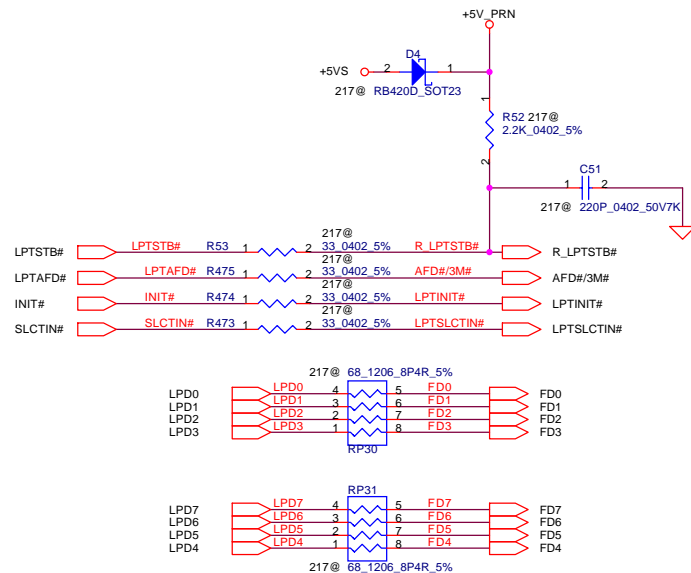 +5V_PRN
D4
+5VS 2 1
217@ RB420D_SOT23
1
R52 217@
2.2K_0402_5%
2
C51
1 2
217@ 220P_0402_50V7K
217@
LPTSTB# LPTSTB# R53 1 2 33_0402_5% R_LPTSTB# R_LPTSTB#
217@
LPTAFD# LPTAFD# R475 1 2 33_0402_5% AFD#/3M# AFD#/3M#
217@
INIT# INIT# R474 1 2 33_0402_5% LPTINIT# LPTINIT#
217@
SLCTIN# SLCTIN# R473 1 2 33_0402_5% LPTSLCTIN# LPTSLCTIN#
217@ 68_1206_8P4R_5%
LPD0 LPD0 4 5 FD0 FD0
LPD1 LPD1 3 6 FD1 FD1
LPD2 LPD2 2 7 FD2 FD2
LPD3 LPD3 1 8 FD3 FD3
RP30
RP31
LPD7 LPD7 4 5 FD7 FD7
LPD6 LPD6 3 6 FD6 FD6
LPD5 LPD5 2 7 FD5 FD5
LPD4 LPD4 1 8 FD4 FD4
217@ 68_1206_8P4R_5%